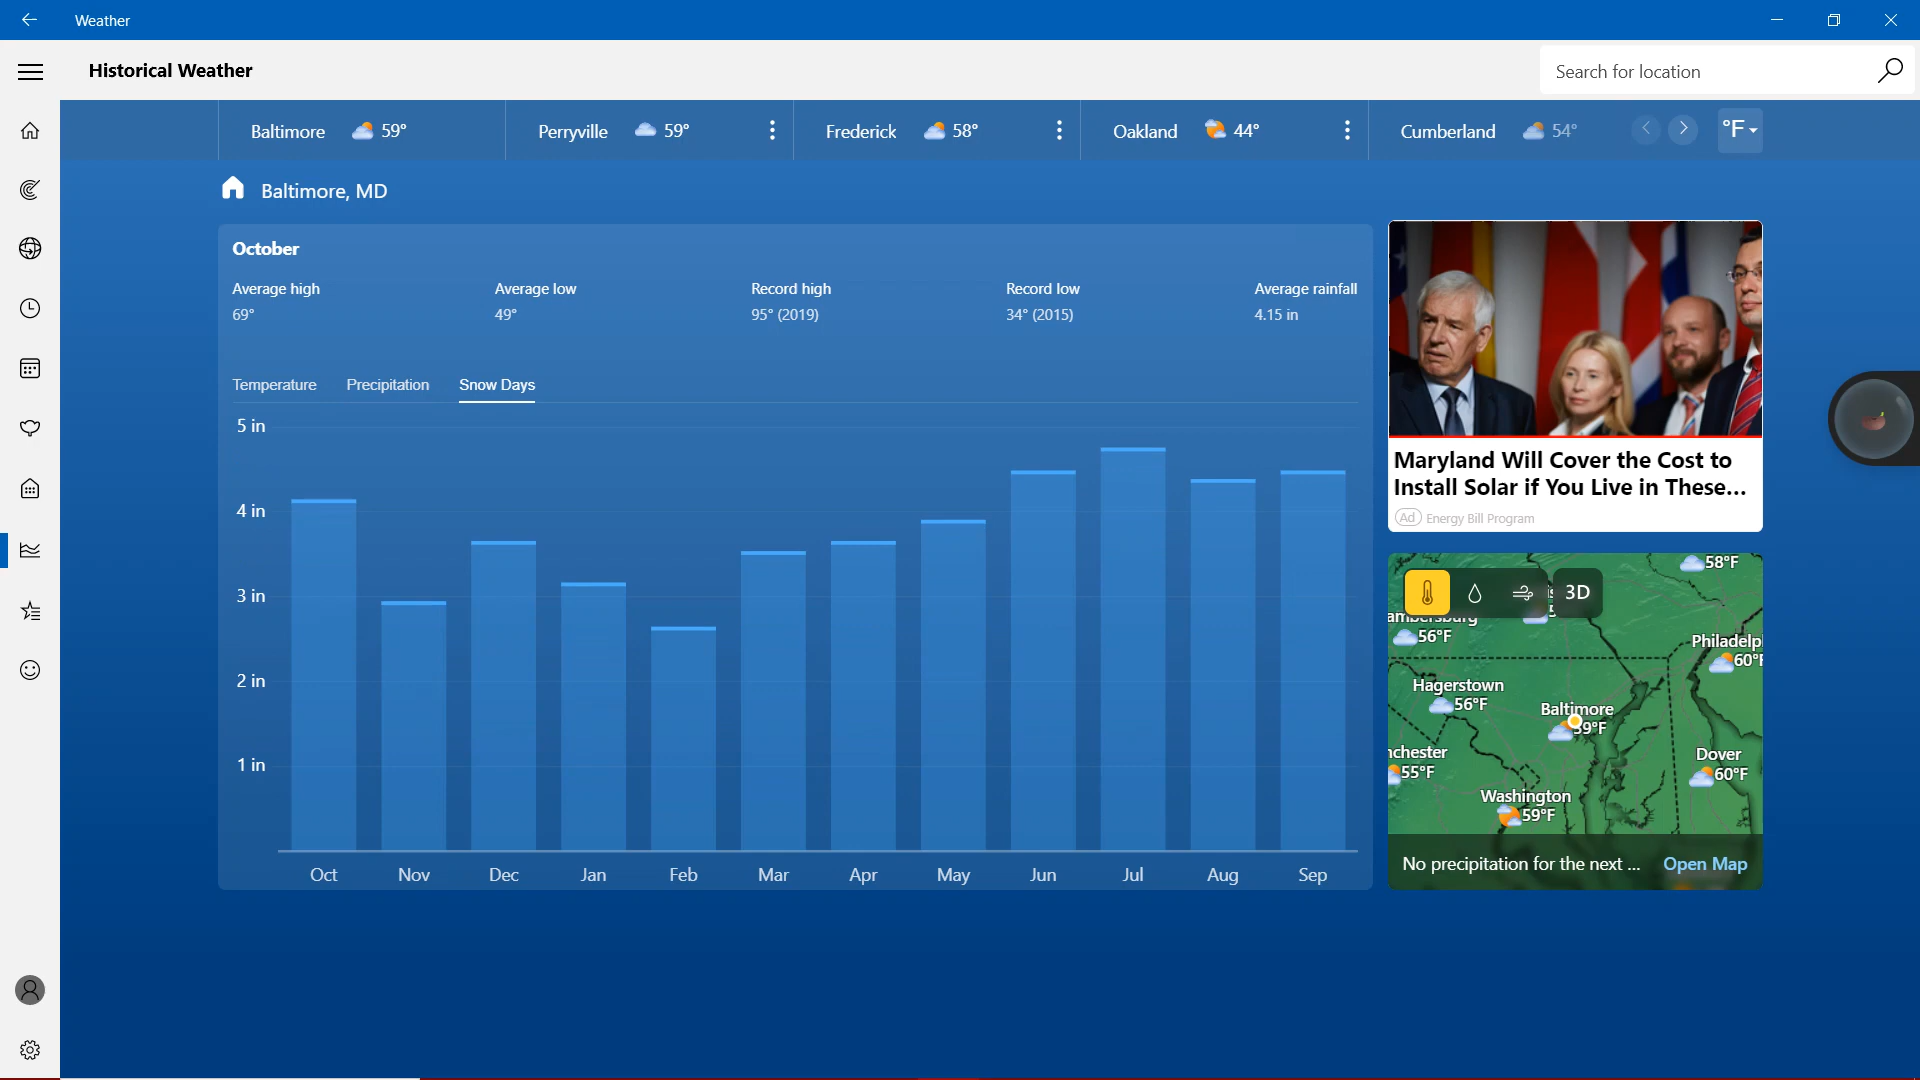 Weather
Historical Weather
Search for location
Baltimore 59° Perryville 59° Frederick 58° Oakland 44° Cumberland 54° °F
Baltimore, MD
October
Average high Average low Record high Record low Average rainfall
69° 49° 95° (2019) 34° (2015) 4.15 in
Temperature Precipitation Snow Days
5 in
4 in
3 in
2 in
1 in
Oct Nov Dec Jan Feb Mar Apr May Jun Jul Aug Sep
Maryland Will Cover the Cost to
Install Solar if You Live in These...
Ad Energy Bill Program
58°F
3D
ambersburg
56°F
Philadelp
60°F
Hagerstown
56°F
Baltimore
59°F
nchester
55°F
Dover
60°F
Washington
59°F
No precipitation for the next ... Open Map